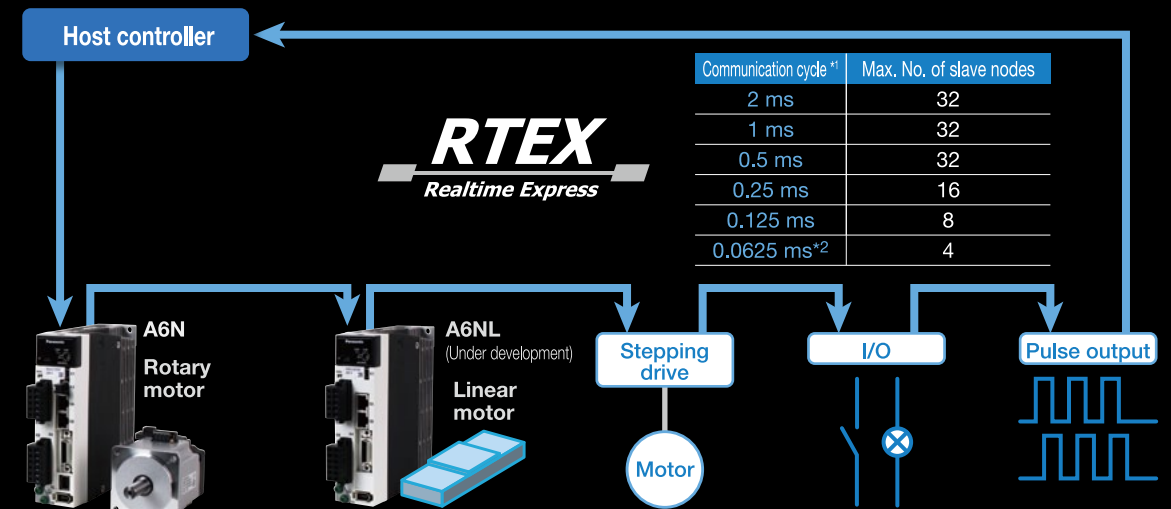 Host controller
RTEX
Realtime Express
Communication cycle *1 Max. No. of slave nodes
2 ms 32
1 ms 32
0.5 ms 32
0.25 ms 16
0.125 ms 8
0.0625 ms*2 4
A6N
Rotary
motor
A6NL
(Under development)
Linear
motor
Stepping
drive
Motor
I/O
Pulse output
Panasonic
Panasonic